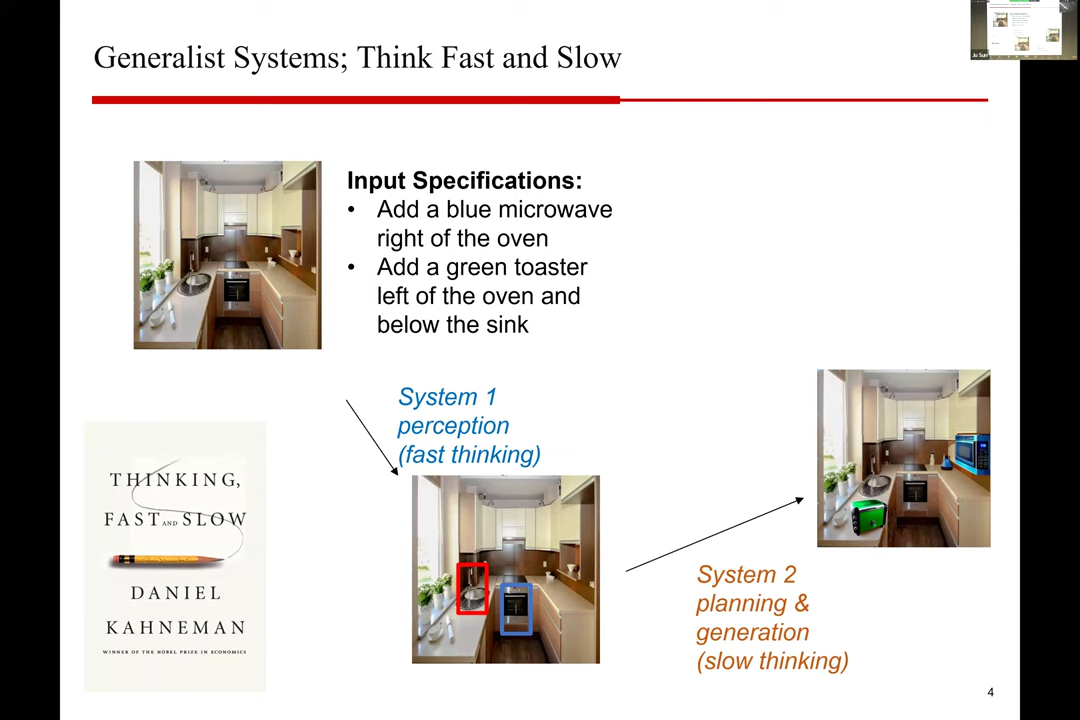 Generalist Systems; Think Fast and Slow
Input Specifications:
• Add a blue microwave
right of the oven
• Add a green toaster
left of the oven and
below the sink
System 1
perception
(fast thinking)
THINKING,
FAST AND SLOW
DANIEL
KAHNEMAN
WINNER OF THE NOBEL PRIZE IN ECONOMICS
System 2
planning &
generation
(slow thinking)
4
Ju Sun